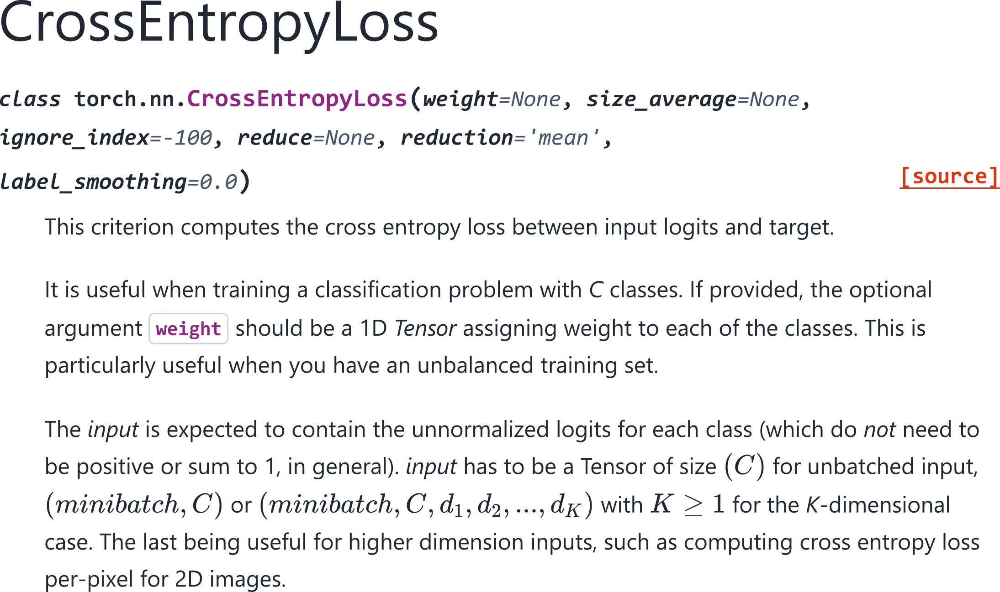 CrossEntropyLoss
class torch.nn.CrossEntropyLoss(weight=None, size_average=None,
ignore_index=-100, reduce=None, reduction='mean',
label_smoothing=0.0) [source]
This criterion computes the cross entropy loss between input logits and target.
It is useful when training a classification problem with C classes. If provided, the optional
argument weight should be a 1D Tensor assigning weight to each of the classes. This is
particularly useful when you have an unbalanced training set.
The input is expected to contain the unnormalized logits for each class (which do not need to
be positive or sum to 1, in general). input has to be a Tensor of size (C) for unbatched input,
(minibatch, C) or (minibatch, C, d₁, d₂, ..., d_K) with K ≥ 1 for the K-dimensional
case. The last being useful for higher dimension inputs, such as computing cross entropy loss
per-pixel for 2D images.